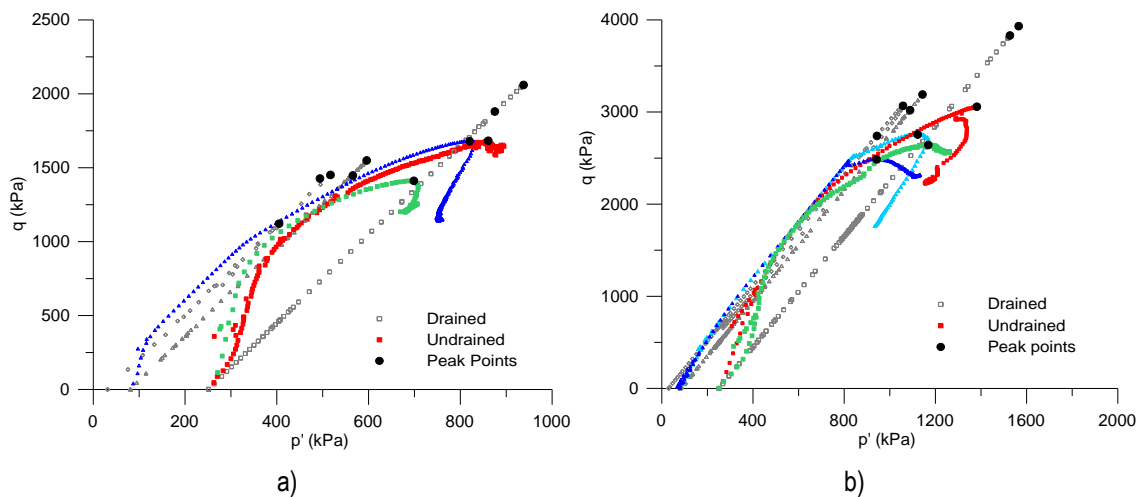 2500
2000
1500
1000
500
0
q (kPa)
0 200 400 600 800 1000
p' (kPa)
Drained
Undrained
Peak Points
a)
4000
3000
2000
1000
0
q (kPa)
0 400 800 1200 1600 2000
p' (kPa)
Drained
Undrained
Peak points
b)